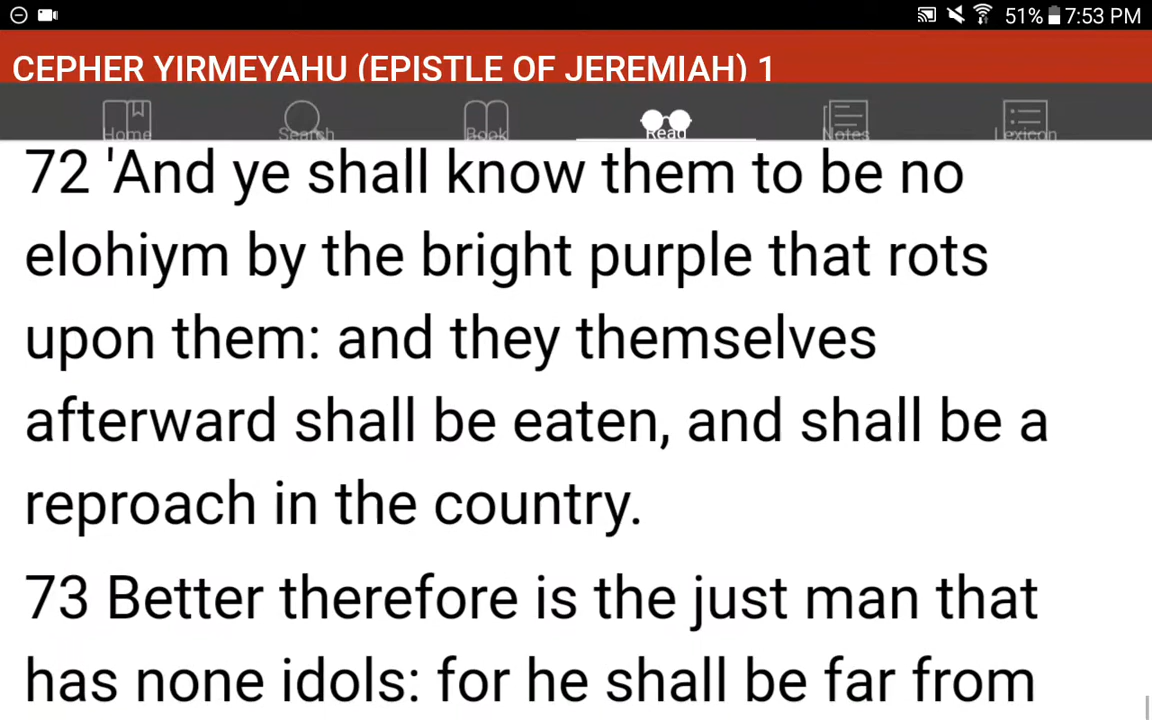 51% 7:53 PM
CEPHER YIRMEYAHU (EPISTLE OF JEREMIAH) 1
Home Search Book Read Notes Lexicon
72 'And ye shall know them to be no
elohiym by the bright purple that rots
upon them: and they themselves
afterward shall be eaten, and shall be a
reproach in the country.
73 Better therefore is the just man that
has none idols: for he shall be far from